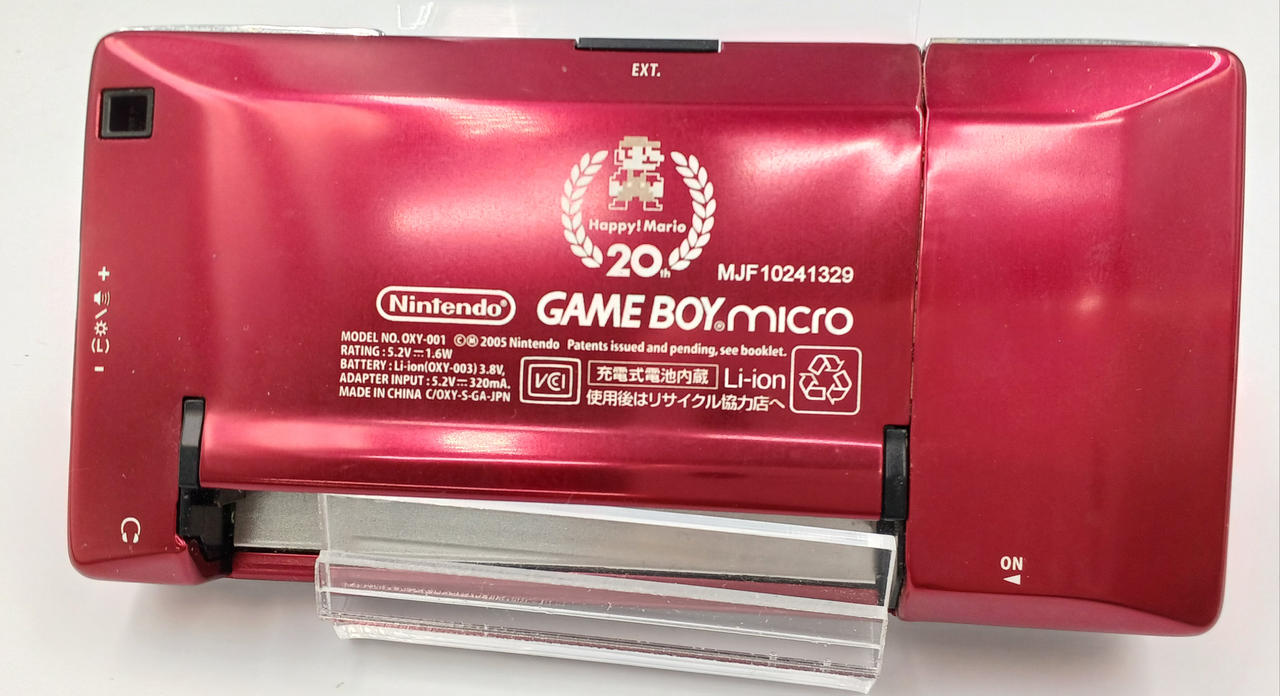 EXT.
Happy! Mario
20th
MJF10241329
Nintendo® GAME BOY® micro
MODEL NO. OXY-001 ©Ⓜ 2005 Nintendo Patents issued and pending, see booklet.
RATING : 5.2V⎓1.6W
BATTERY : Li-ion(OXY-003) 3.8V,
ADAPTER INPUT : 5.2V⎓320mA.
MADE IN CHINA C/OXY-S-GA-JPN
VCI
充電式電池内蔵 Li-ion
使用後はリサイクル協力店へ
+
(L)
-
ON